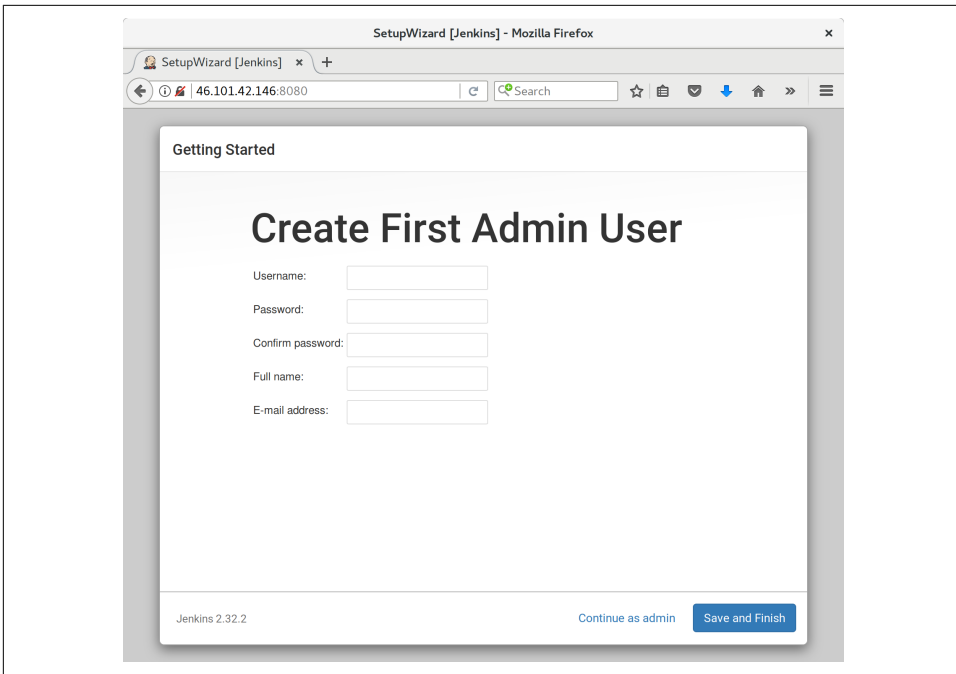 SetupWizard [Jenkins] - Mozilla Firefox
SetupWizard [Jenkins]
46.101.42.146:8080
Search
Getting Started
Create First Admin User
Username:
Password:
Confirm password:
Full name:
E-mail address:
Jenkins 2.32.2
Continue as admin
Save and Finish